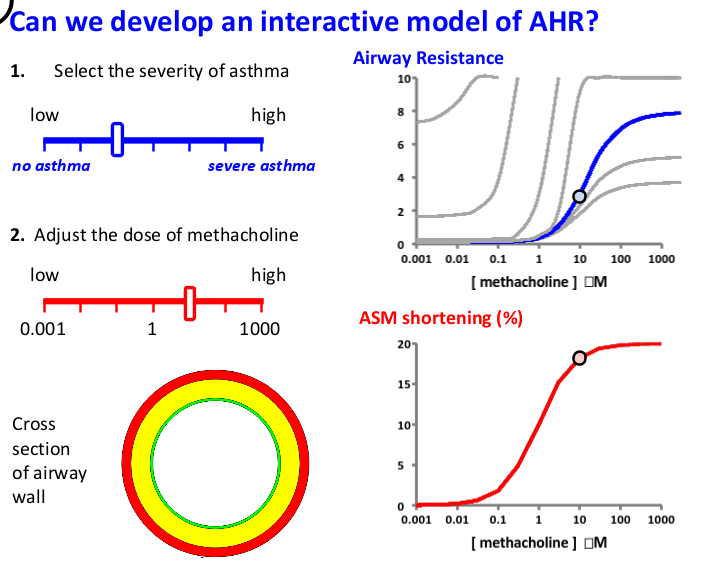 Can we develop an interactive model of AHR?
1. Select the severity of asthma
low high
no asthma severe asthma
2. Adjust the dose of methacholine
low high
0.001 1 1000
Cross
section
of airway
wall
Airway Resistance
10
8
6
4
2
0
0.001 0.01 0.1 1 10 100 1000
[ methacholine ] □M
ASM shortening (%)
20
15
10
5
0
0.001 0.01 0.1 1 10 100 1000
[ methacholine ] □M